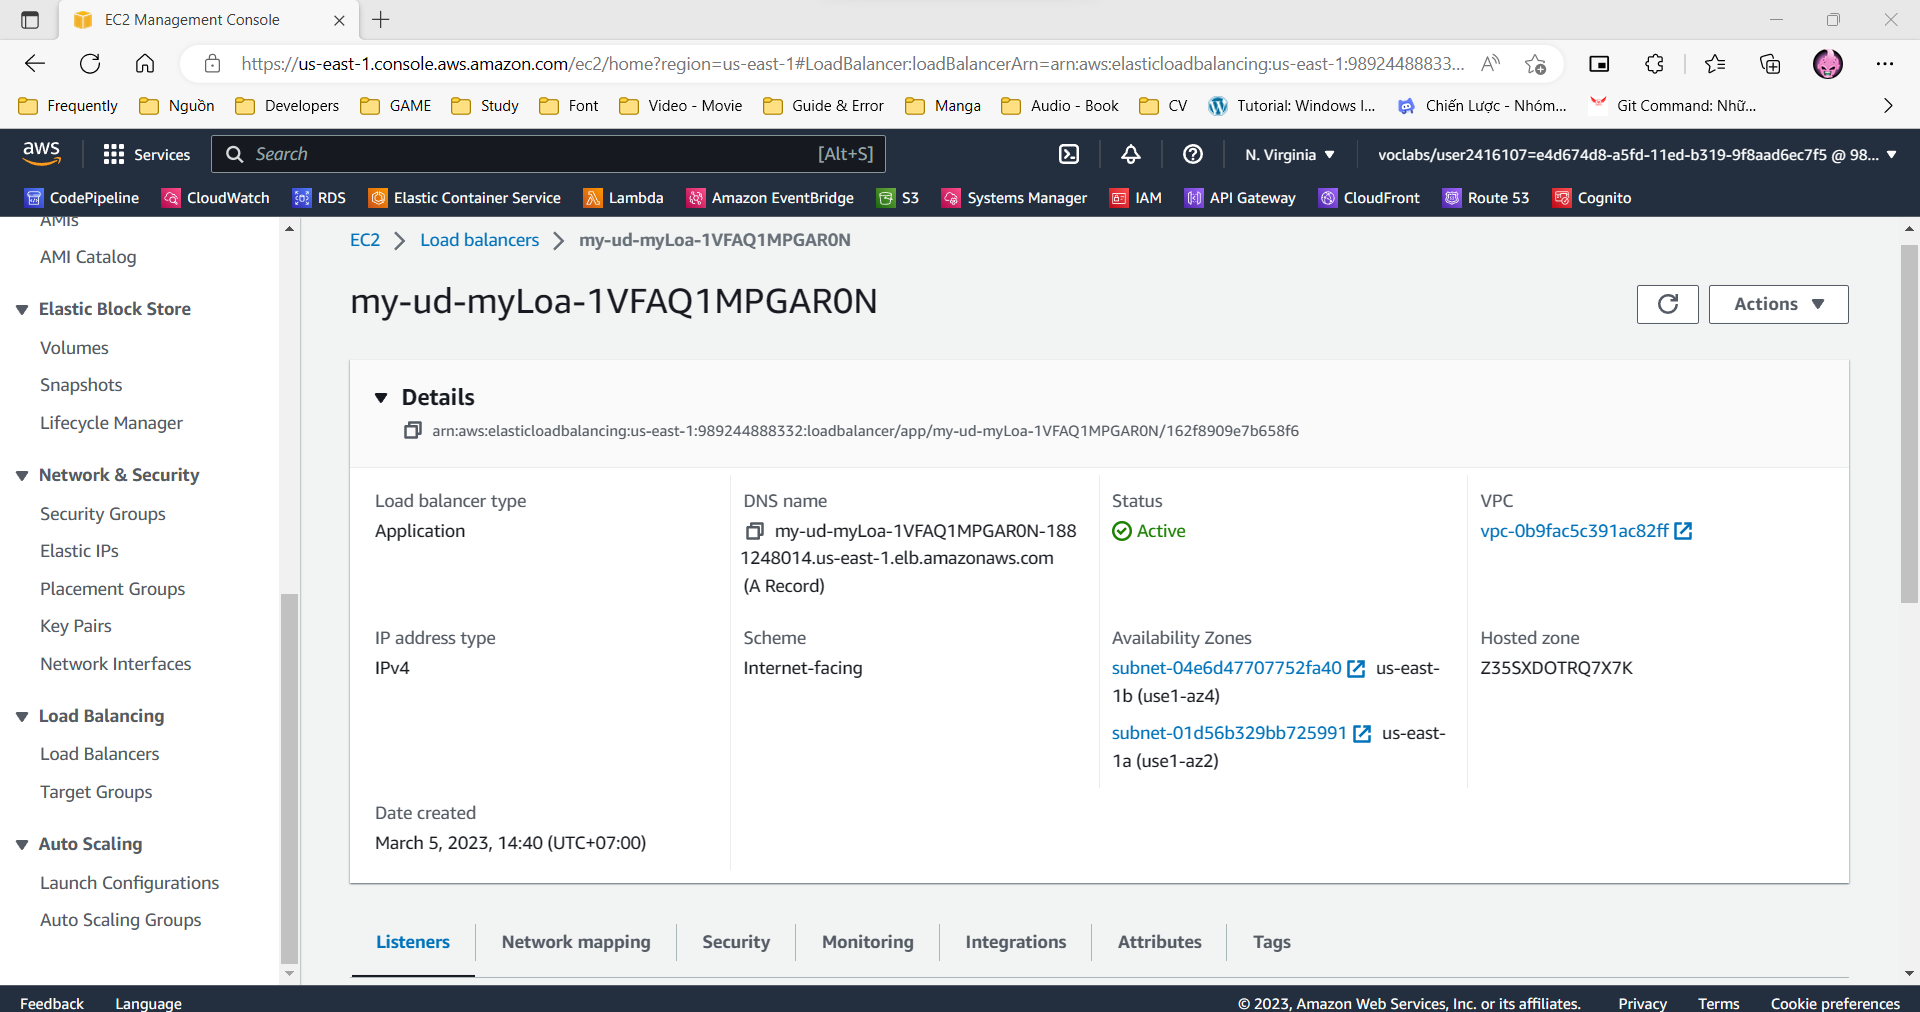 EC2 Management Console
https://us-east-1.console.aws.amazon.com/ec2/home?region=us-east-1#LoadBalancer:loadBalancerArn=arn:aws:elasticloadbalancing:us-east-1:98924488833...
Frequently Nguồn Developers GAME Study Font Video - Movie Guide & Error Manga Audio - Book CV Tutorial: Windows I... Chiến Lược - Nhóm... Git Command: Nhữ...
aws Services Search [Alt+S] N. Virginia voclabs/user2416107=e4d674d8-a5fd-11ed-b319-9f8aad6ec7f5 @ 98...
CodePipeline CloudWatch RDS Elastic Container Service Lambda Amazon EventBridge S3 Systems Manager IAM API Gateway CloudFront Route 53 Cognito
AMIs
AMI Catalog
Elastic Block Store
Volumes
Snapshots
Lifecycle Manager
Network & Security
Security Groups
Elastic IPs
Placement Groups
Key Pairs
Network Interfaces
Load Balancing
Load Balancers
Target Groups
Auto Scaling
Launch Configurations
Auto Scaling Groups
EC2 Load balancers my-ud-myLoa-1VFAQ1MPGAR0N
my-ud-myLoa-1VFAQ1MPGAR0N
Actions
Details
arn:aws:elasticloadbalancing:us-east-1:989244888332:loadbalancer/app/my-ud-myLoa-1VFAQ1MPGAR0N/162f8909e7b658f6
Load balancer type
Application
DNS name
my-ud-myLoa-1VFAQ1MPGAR0N-188
1248014.us-east-1.elb.amazonaws.com
(A Record)
Status
Active
VPC
vpc-0b9fac5c391ac82ff
IP address type
IPv4
Scheme
Internet-facing
Availability Zones
subnet-04e6d47707752fa40 us-east-
1b (use1-az4)
subnet-01d56b329bb725991 us-east-
1a (use1-az2)
Hosted zone
Z35SXDOTRQ7X7K
Date created
March 5, 2023, 14:40 (UTC+07:00)
Listeners Network mapping Security Monitoring Integrations Attributes Tags
Feedback Language © 2023, Amazon Web Services, Inc. or its affiliates. Privacy Terms Cookie preferences